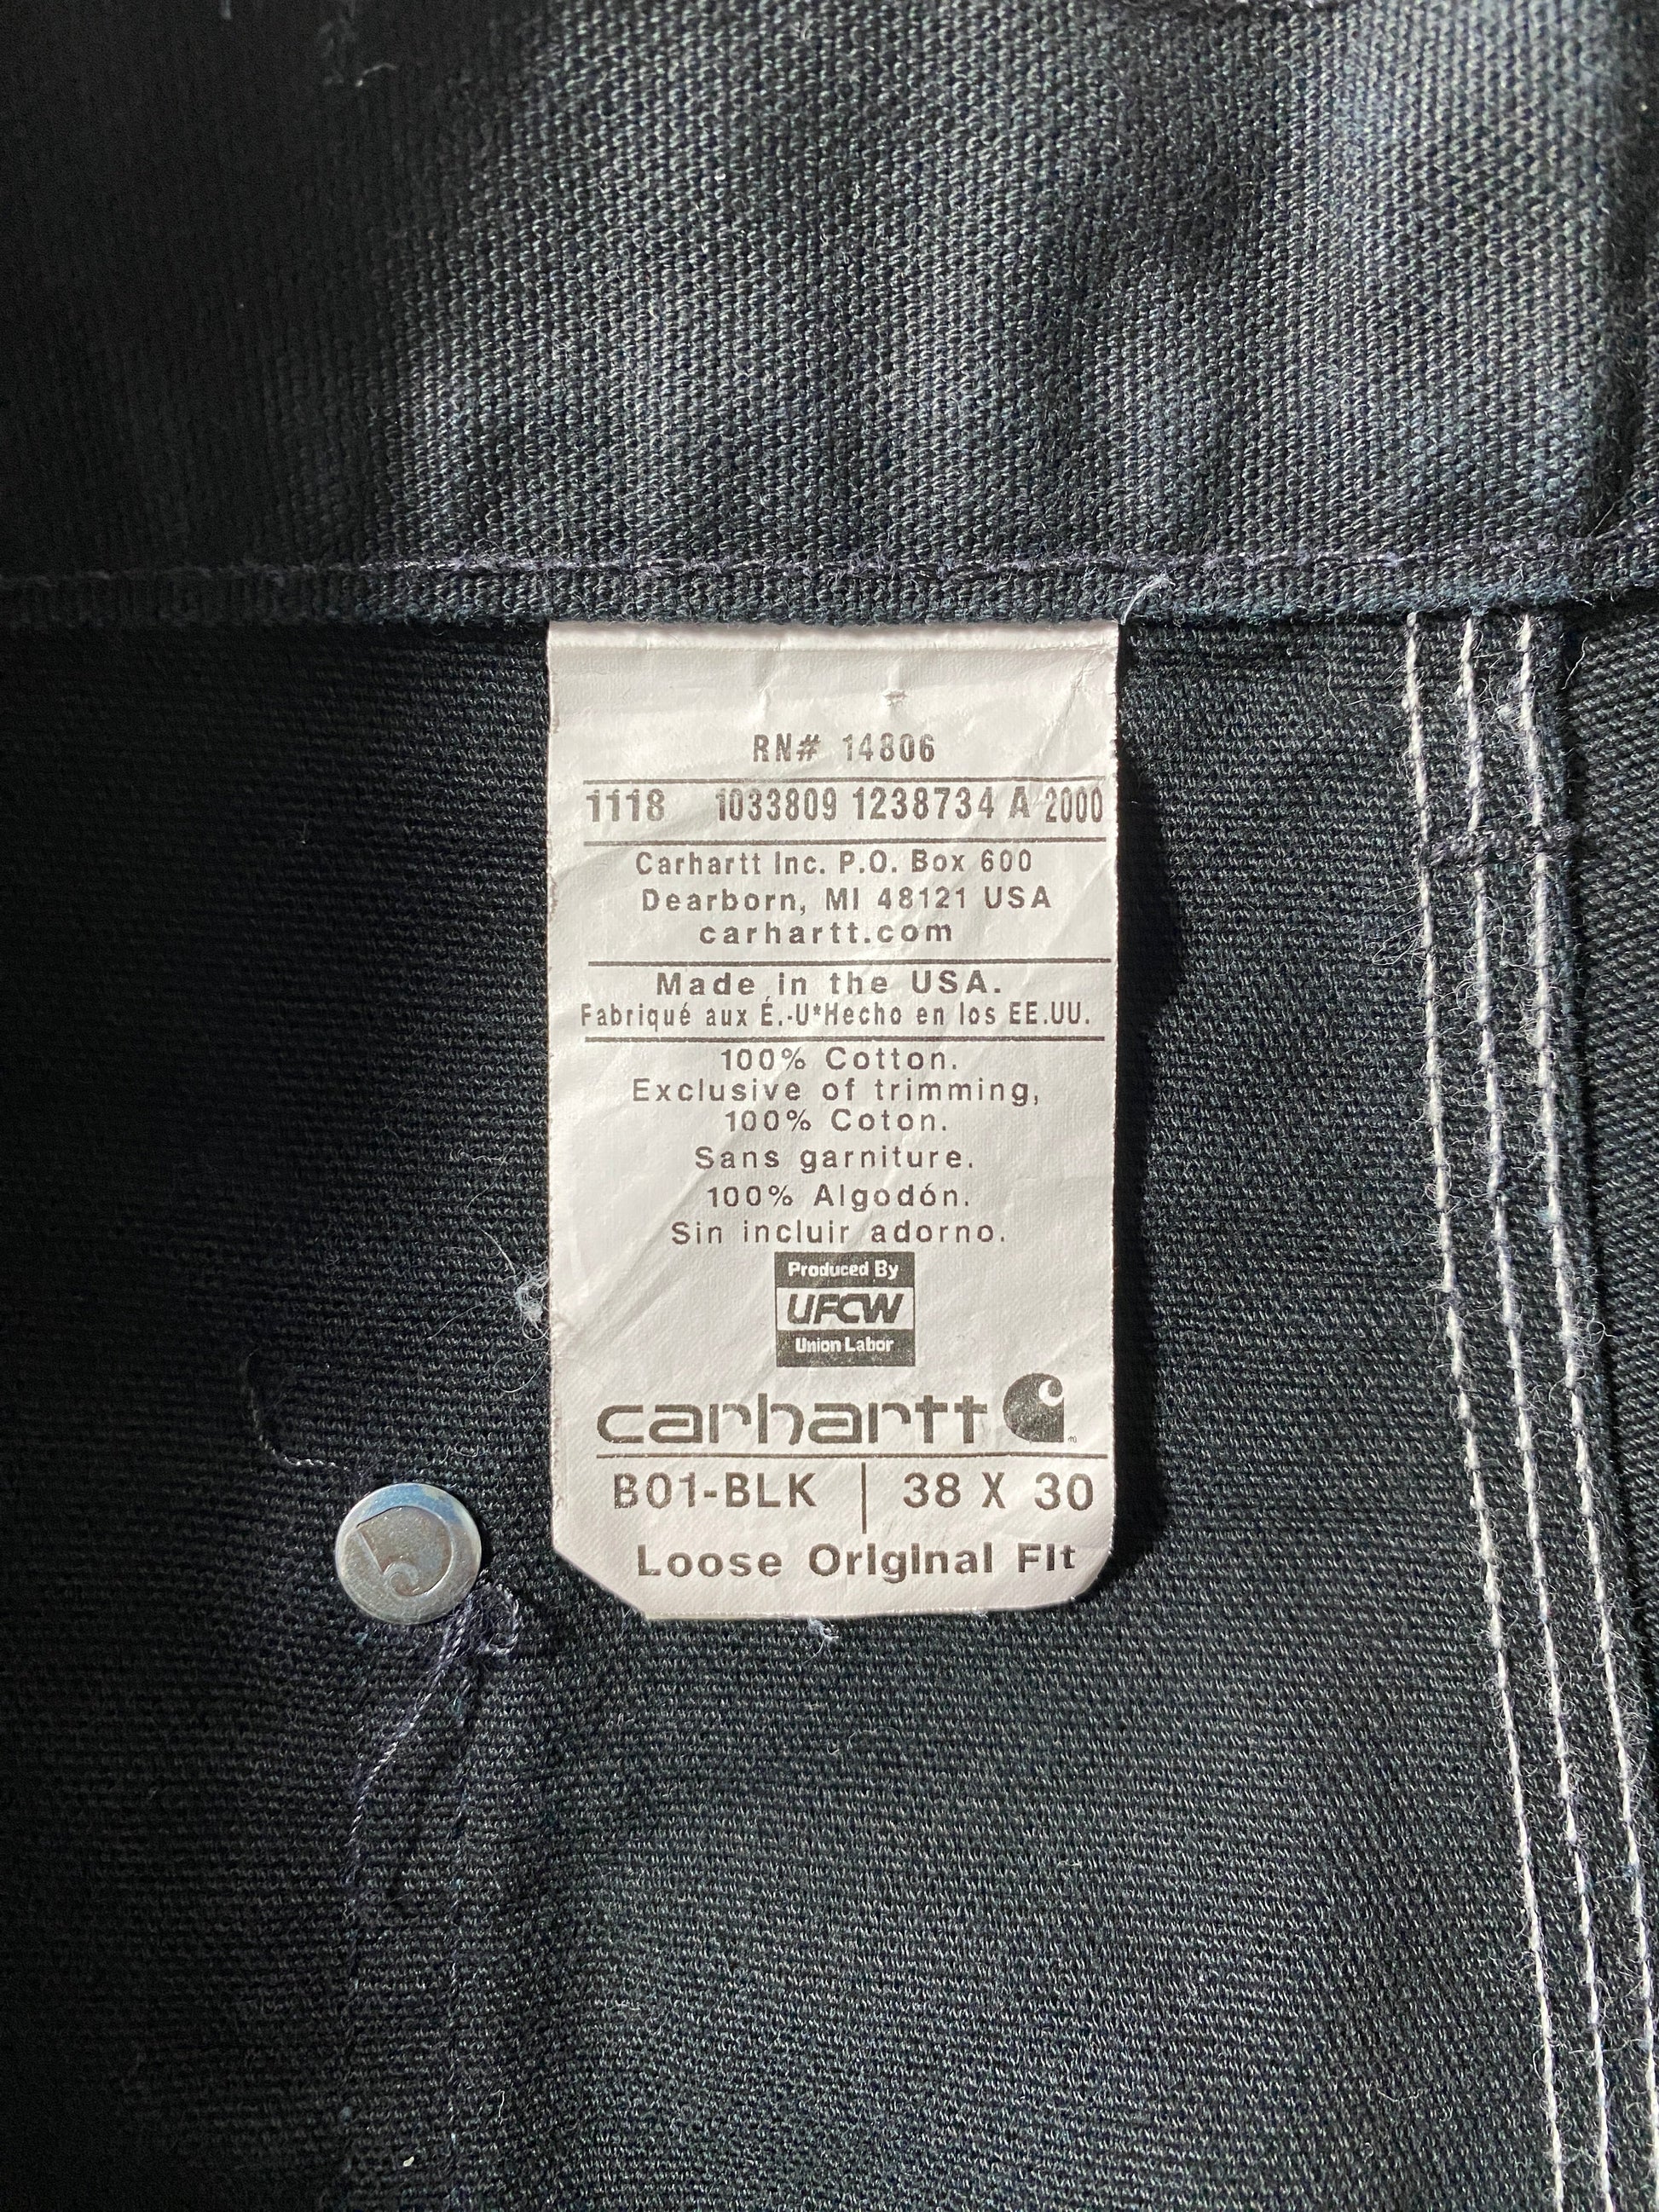 RN# 14806
1118 1033809 1238734 A 2000
Carhartt Inc. P.O. Box 600
Dearborn, MI 48121 USA
carhartt.com
Made in the USA.
Fabriqué aux É.-U*Hecho en los EE.UU.
100% Cotton.
Exclusive of trimming,
100% Coton.
Sans garniture.
100% Algodón.
Sin incluir adorno.
Produced By
UFCW
Union Labor
carhartt
B01-BLK | 38 X 30
Loose Original Fit